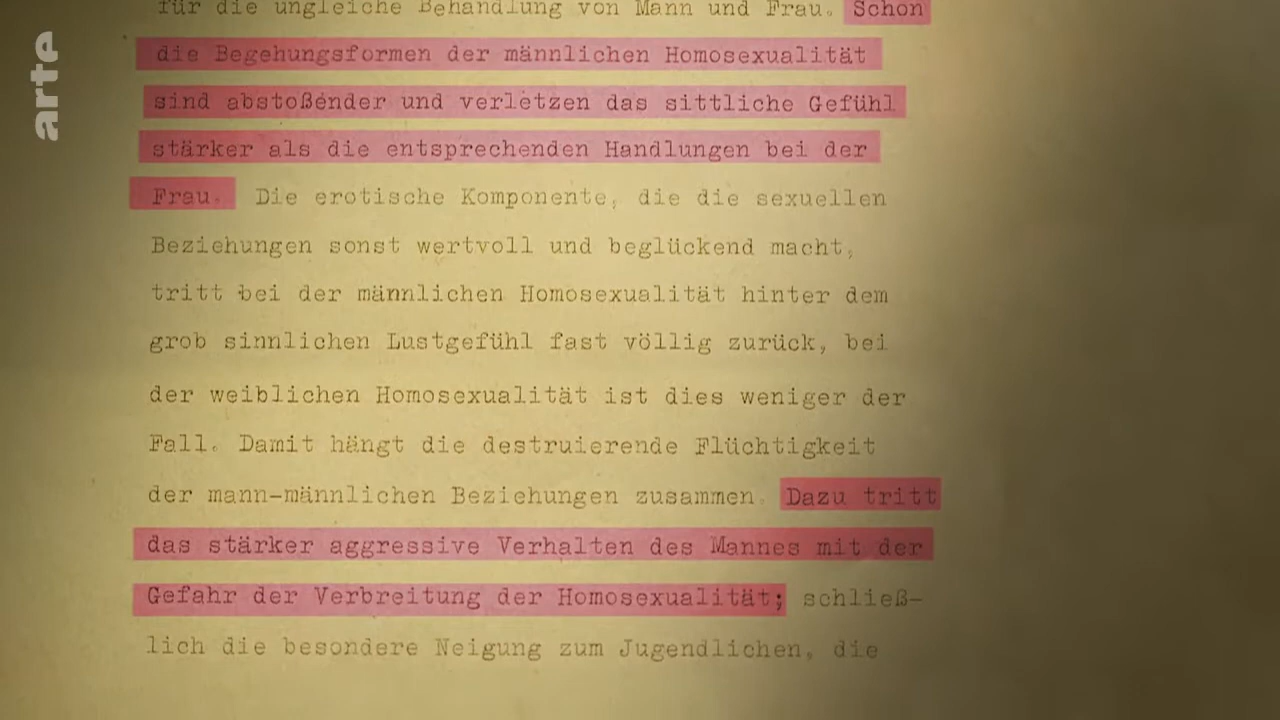 arte
für die ungleiche Behandlung von Mann und Frau. Schon
die Begehungsformen der männlichen Homosexualität
sind abstoßender und verletzen das sittliche Gefühl
stärker als die entsprechenden Handlungen bei der
Frau. Die erotische Komponente, die die sexuellen
Beziehungen sonst wertvoll und beglückend macht,
tritt bei der männlichen Homosexualität hinter dem
grob sinnlichen Lustgefühl fast völlig zurück, bei
der weiblichen Homosexualität ist dies weniger der
Fall. Damit hängt die destruierende Flüchtigkeit
der mann-männlichen Beziehungen zusammen. Dazu tritt
das stärker aggressive Verhalten des Mannes mit der
Gefahr der Verbreitung der Homosexualität; schließ-
lich die besondere Neigung zum Jugendlichen, die